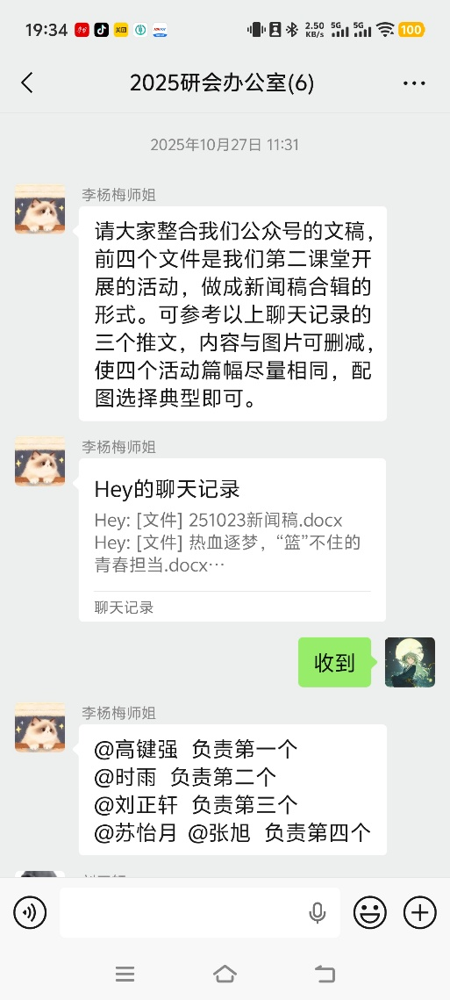 19:34
2.50 KB/s 5G 5G 100
2025研会办公室(6)
2025年10月27日 11:31
李杨梅师姐
请大家整合我们公众号的文稿，
前四个文件是我们第二课堂开
展的活动，做成新闻稿合辑的
形式。可参考以上聊天记录的
三个推文，内容与图片可删减，
使四个活动篇幅尽量相同，配
图选择典型即可。
李杨梅师姐
Hey的聊天记录
Hey: [文件] 251023新闻稿.docx
Hey: [文件] 热血逐梦，“篮”不住的
青春担当.docx…
聊天记录
收到
李杨梅师姐
@高键强 负责第一个
@时雨 负责第二个
@刘正轩 负责第三个
@苏怡月 @张旭 负责第四个